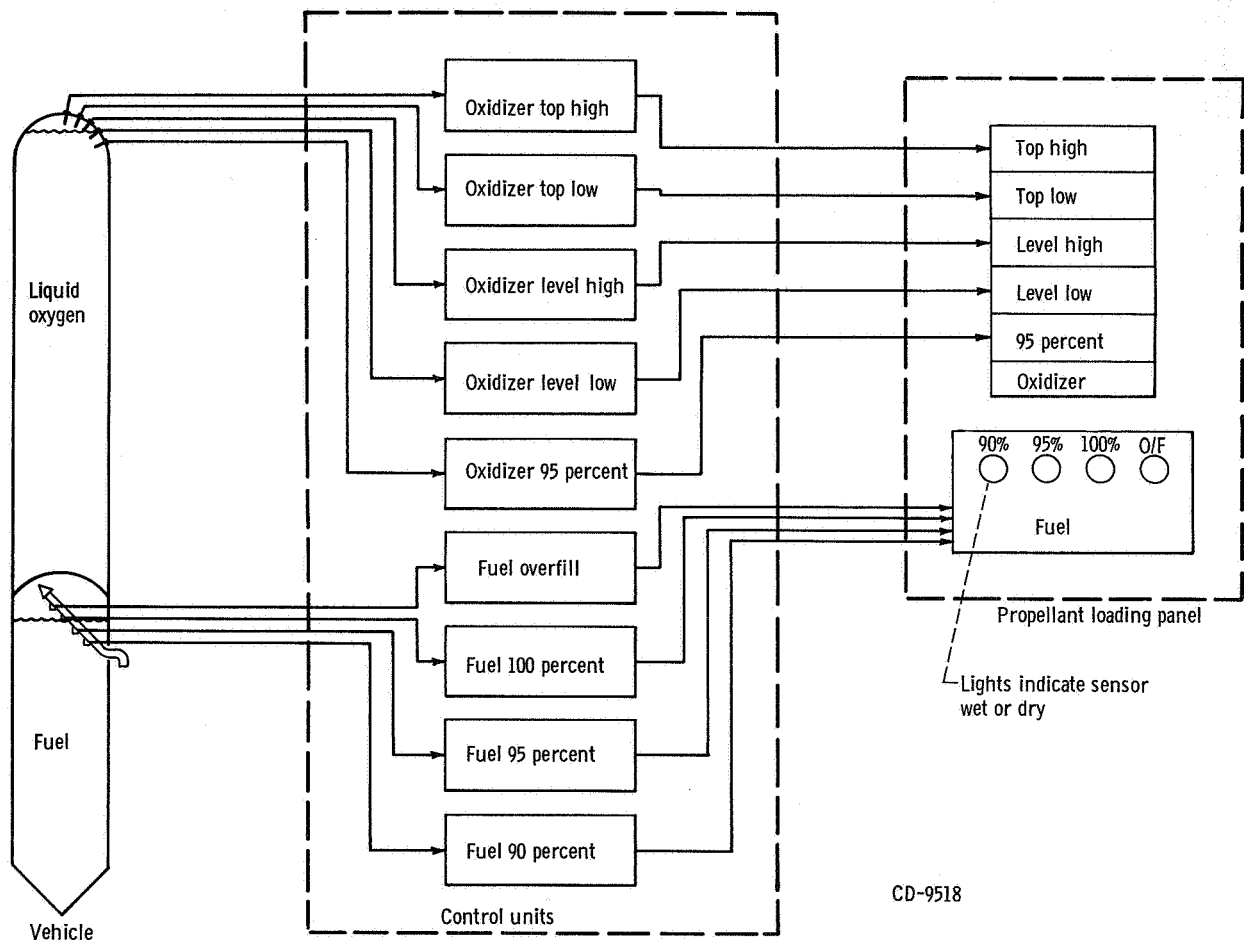 Liquid
oxygen
Fuel
Vehicle
Oxidizer top high
Oxidizer top low
Oxidizer level high
Oxidizer level low
Oxidizer 95 percent
Fuel overfill
Fuel 100 percent
Fuel 95 percent
Fuel 90 percent
Control units
Top high
Top low
Level high
Level low
95 percent
Oxidizer
90% 95% 100% O/F
Fuel
Propellant loading panel
Lights indicate sensor
wet or dry
CD-9518